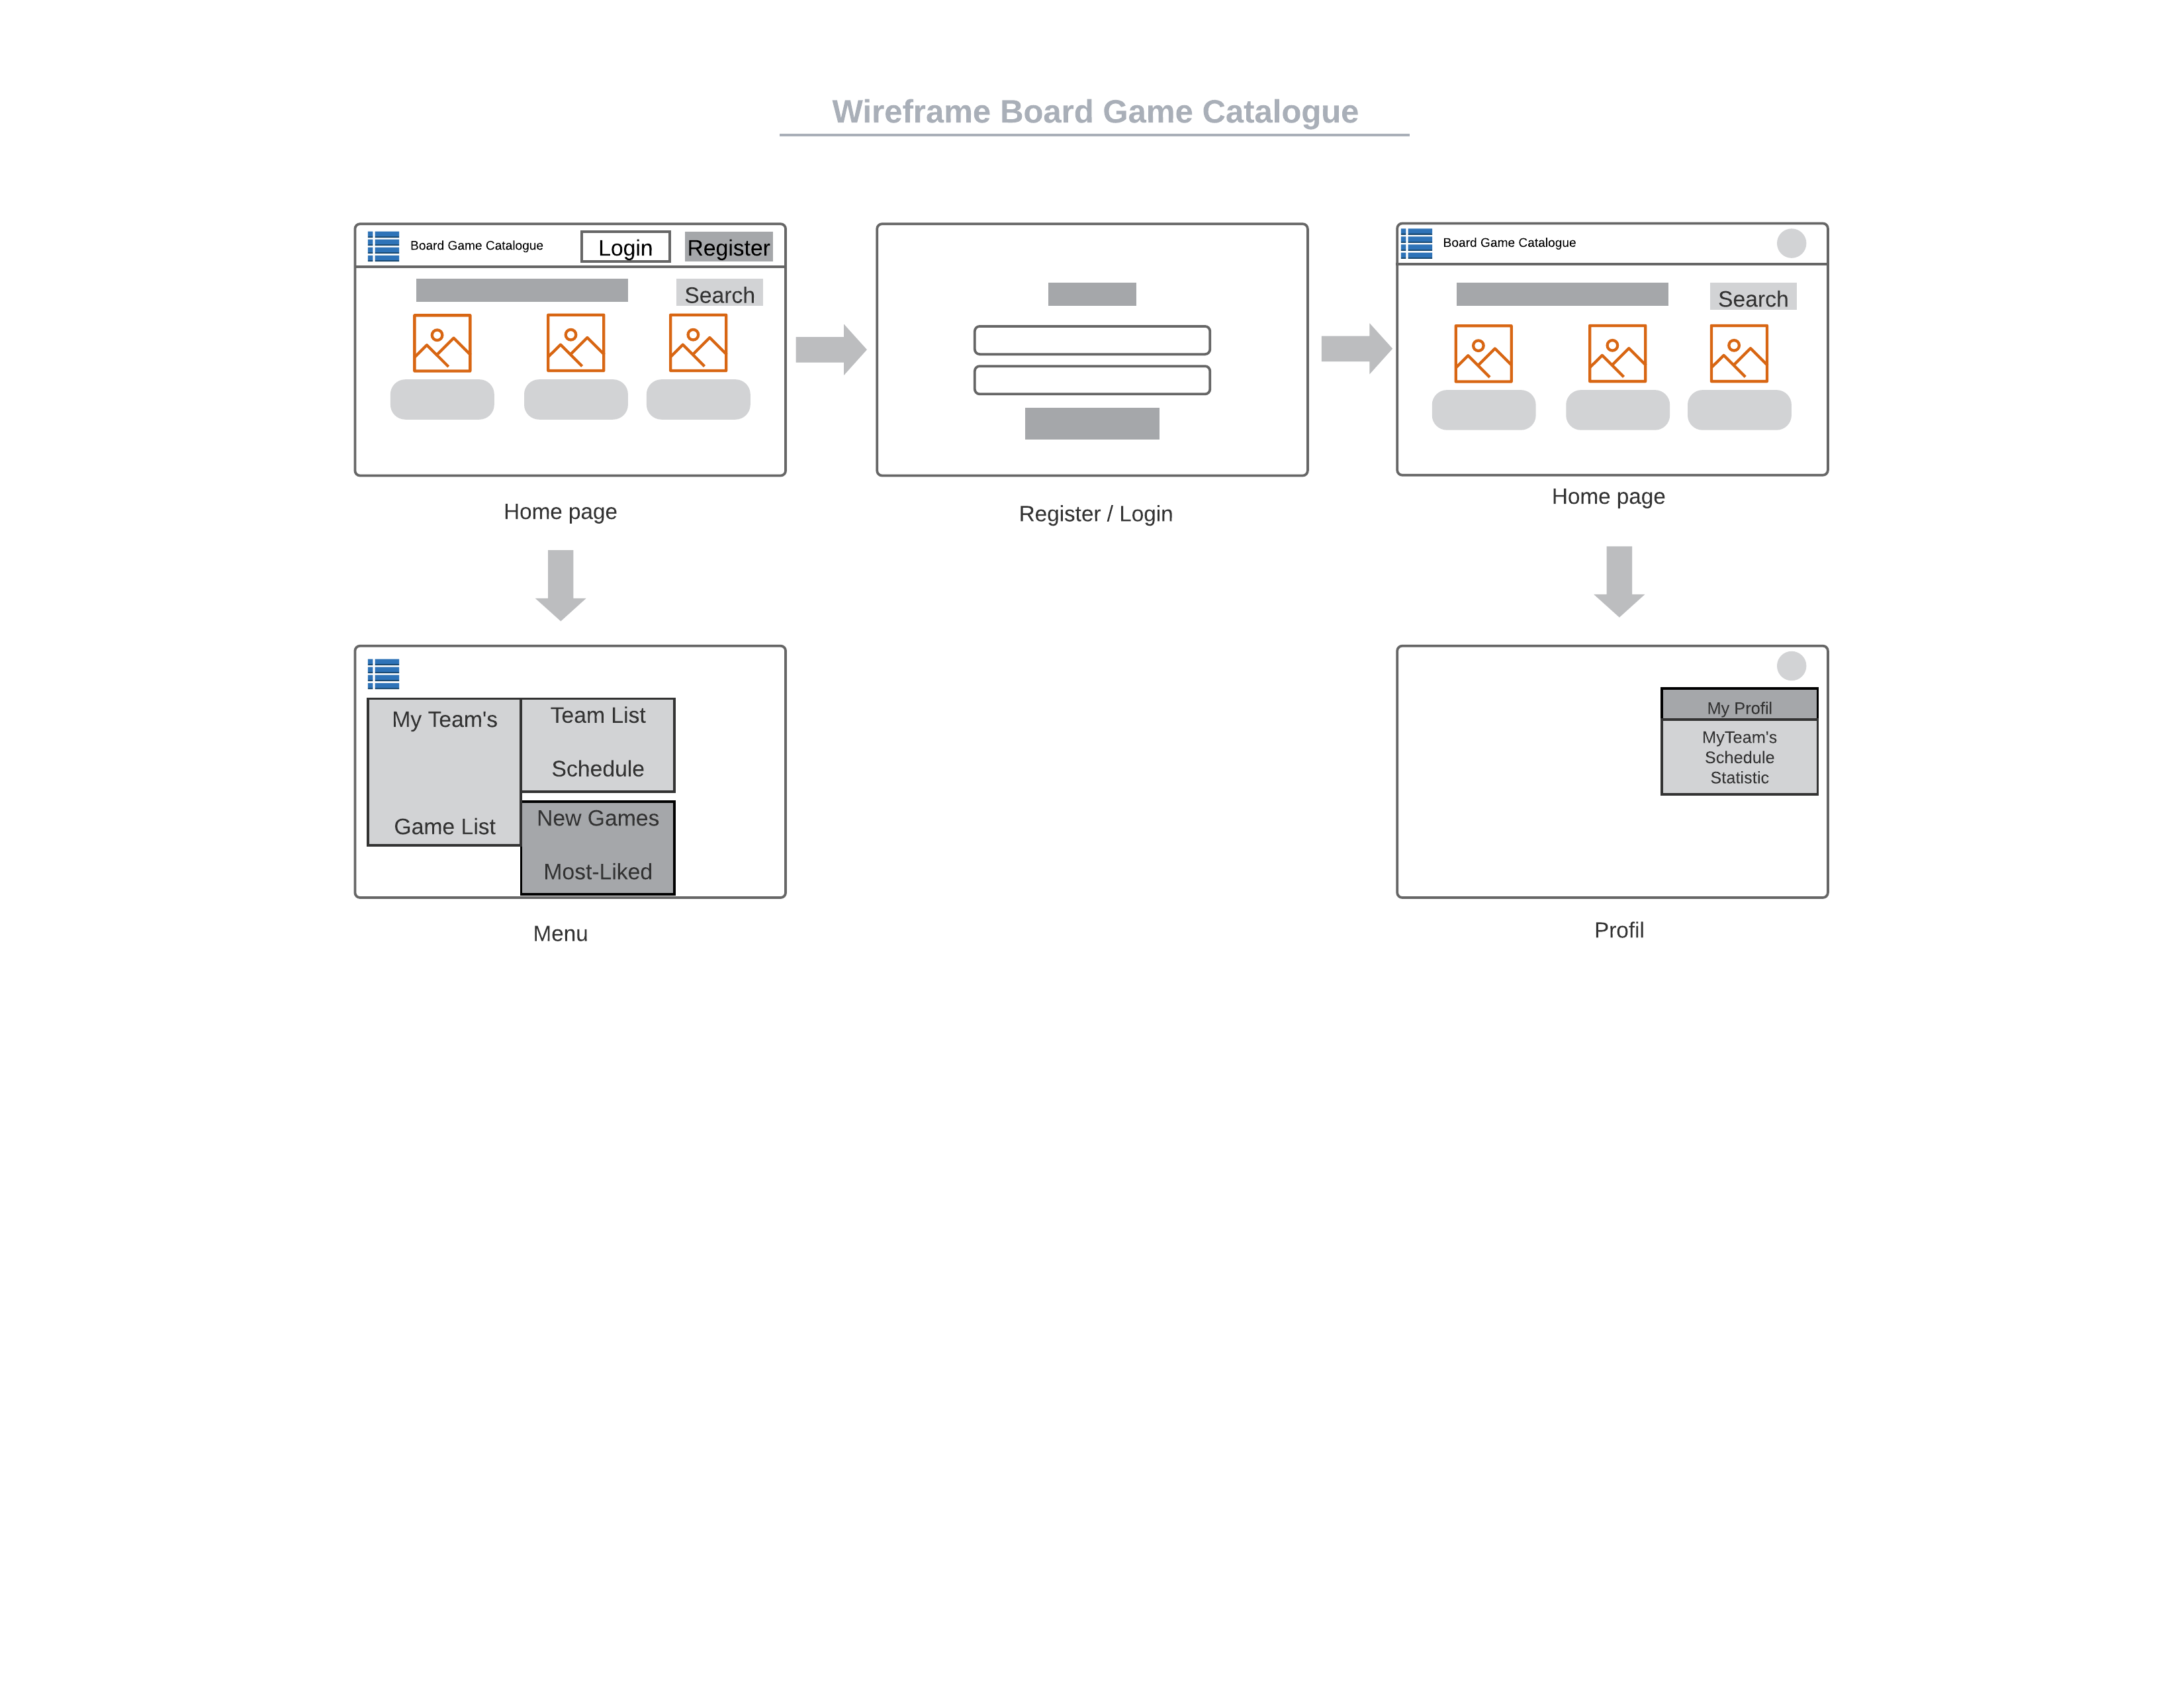 Wireframe Board Game Catalogue
Board Game Catalogue
Login
Register
Search
Home page
Register / Login
Board Game Catalogue
Search
Home page
My Team's
Game List
Team List
Schedule
New Games
Most-Liked
Menu
My Profil
MyTeam's
Schedule
Statistic
Profil